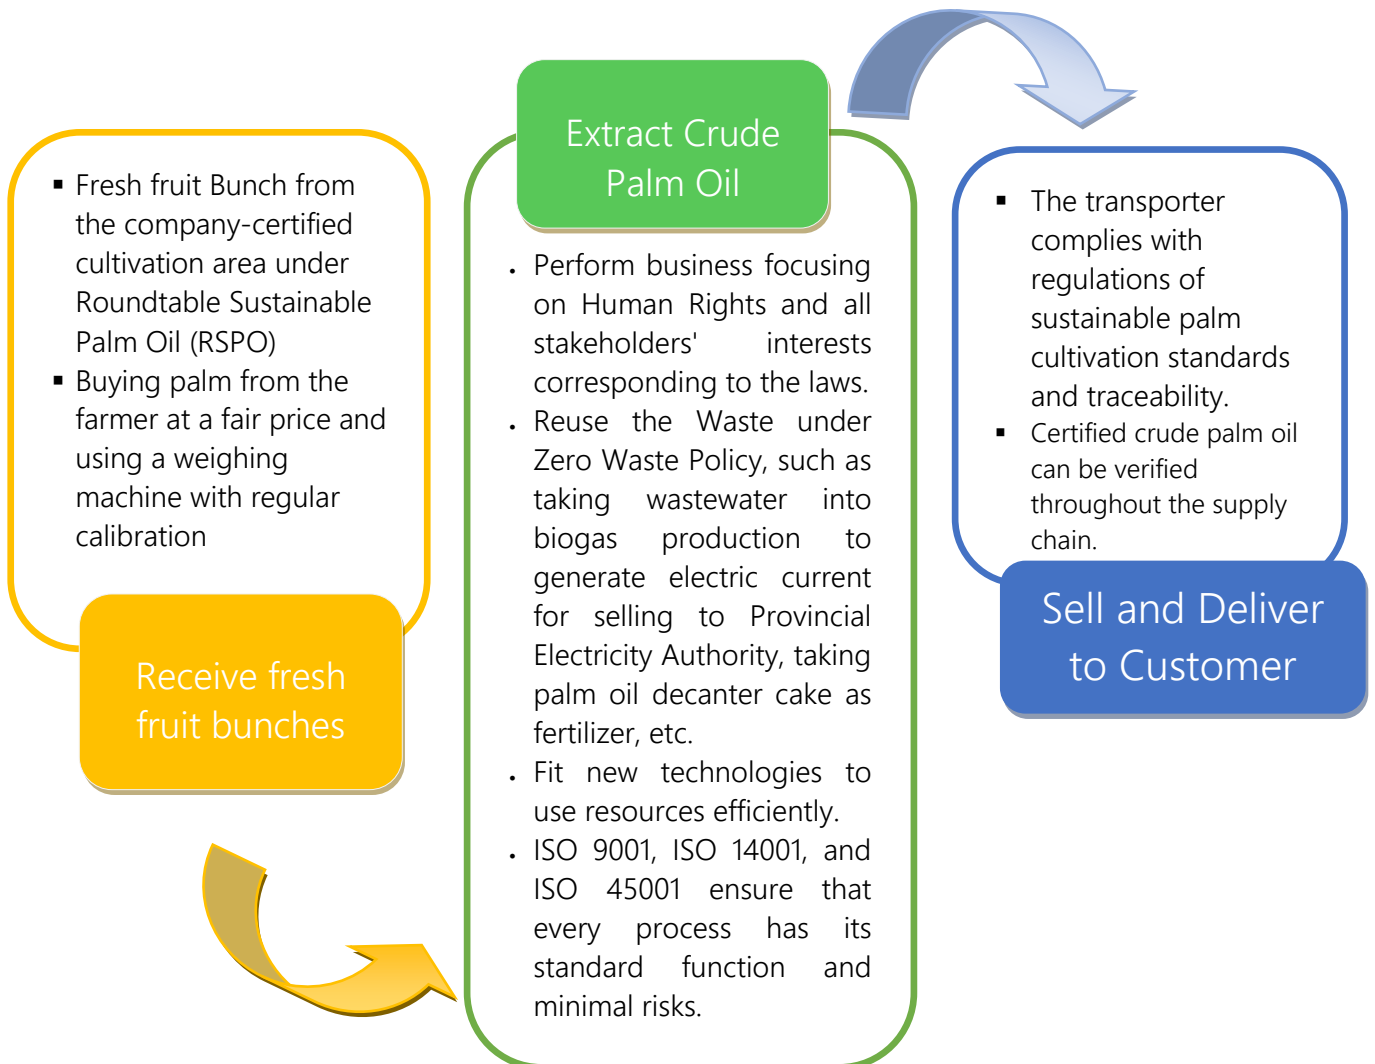 ▪ Fresh fruit Bunch from
the company-certified
cultivation area under
Roundtable Sustainable
Palm Oil (RSPO)
▪ Buying palm from the
farmer at a fair price and
using a weighing
machine with regular
calibration
Receive fresh
fruit bunches
Extract Crude
Palm Oil
• Perform business focusing
on Human Rights and all
stakeholders' interests
corresponding to the laws.
• Reuse the Waste under
Zero Waste Policy, such as
taking wastewater into
biogas production to
generate electric current
for selling to Provincial
Electricity Authority, taking
palm oil decanter cake as
fertilizer, etc.
• Fit new technologies to
use resources efficiently.
• ISO 9001, ISO 14001, and
ISO 45001 ensure that
every process has its
standard function and
minimal risks.
▪ The transporter
complies with
regulations of
sustainable palm
cultivation standards
and traceability.
▪ Certified crude palm oil
can be verified
throughout the supply
chain.
Sell and Deliver
to Customer